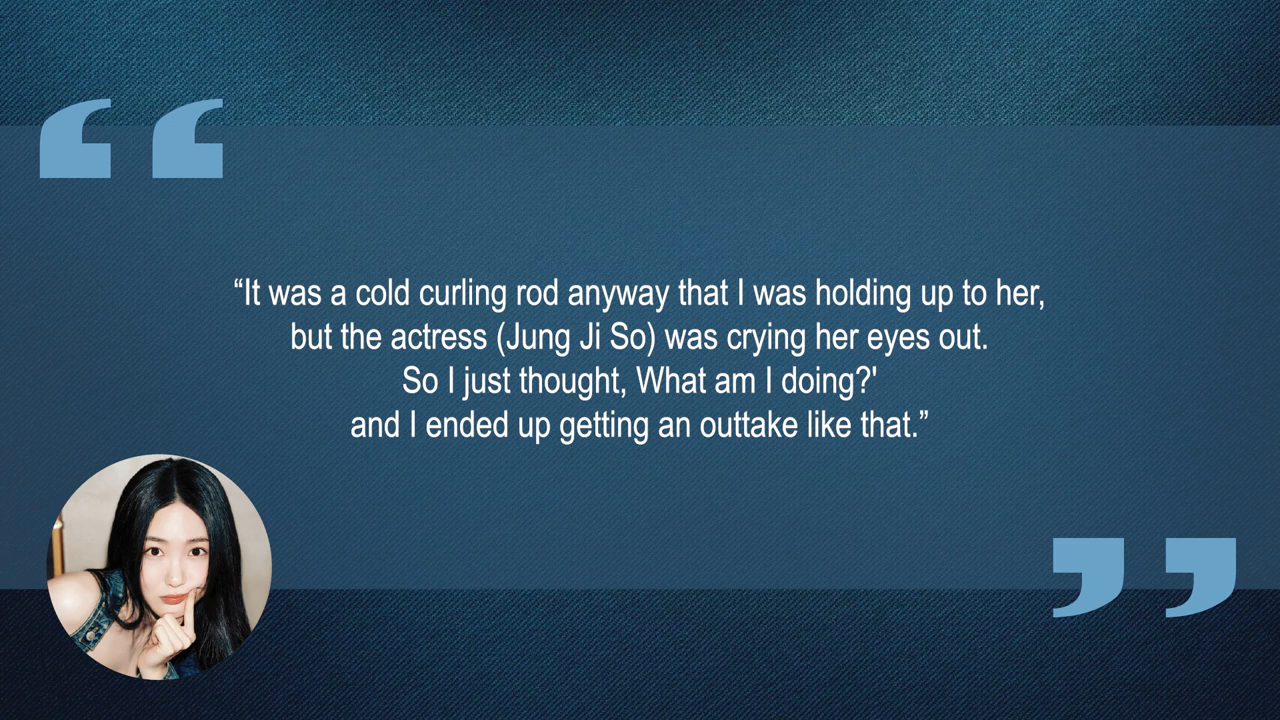 “It was a cold curling rod anyway that I was holding up to her,
but the actress (Jung Ji So) was crying her eyes out.
So I just thought, What am I doing?'
and I ended up getting an outtake like that.”